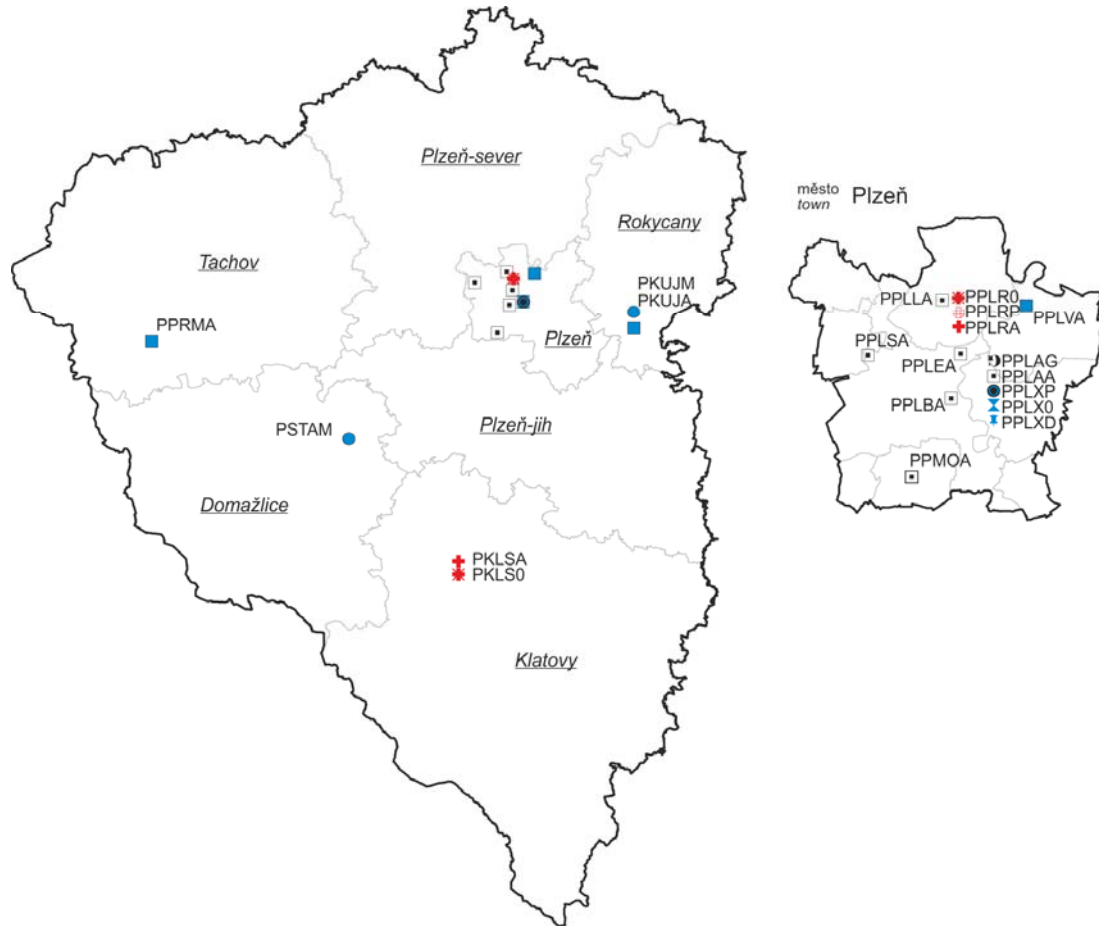 Plzeň-sever
Rokycany
Tachov
PKUJM
PKUJA
PPRMA
Plzeň
PSTAM
Plzeň-jih
Domažlice
PKLSA
PKLS0
Klatovy
město
town
Plzeň
PPLLA
PPLR0
PPLRP
PPLRA
PPLVA
PPLSA
PPLEA
PPLAG
PPLAA
PPLXP
PPLX0
PPLXD
PPLBA
PPMOA